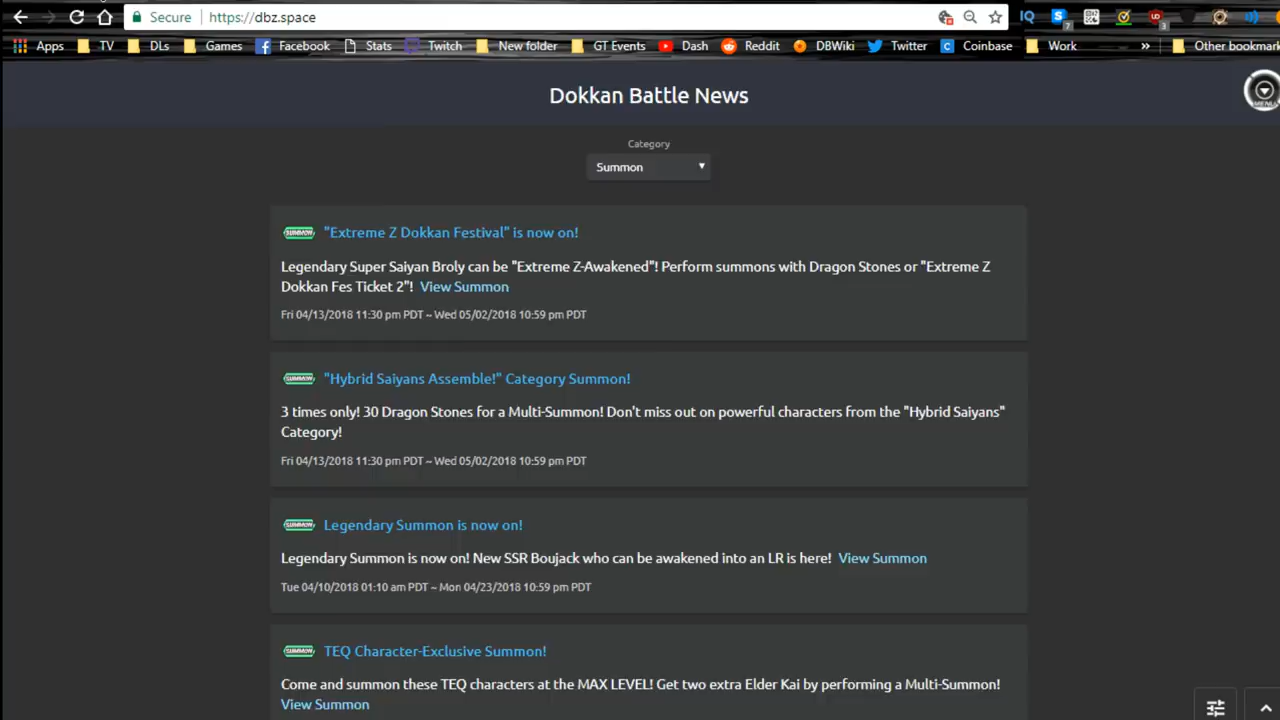 Secure https://dbz.space
7
3
Apps TV DLs Games Facebook Stats Twitch New folder GT Events Dash Reddit DBWiki Twitter Coinbase Work » Other bookmark
Dokkan Battle News
MENU
Category
Summon
SUMMON "Extreme Z Dokkan Festival" is now on!
Legendary Super Saiyan Broly can be "Extreme Z-Awakened"! Perform summons with Dragon Stones or "Extreme Z
Dokkan Fes Ticket 2"! View Summon
Fri 04/13/2018 11:30 pm PDT ~ Wed 05/02/2018 10:59 pm PDT
SUMMON "Hybrid Saiyans Assemble!" Category Summon!
3 times only! 30 Dragon Stones for a Multi-Summon! Don't miss out on powerful characters from the "Hybrid Saiyans"
Category!
Fri 04/13/2018 11:30 pm PDT ~ Wed 05/02/2018 10:59 pm PDT
SUMMON Legendary Summon is now on!
Legendary Summon is now on! New SSR Boujack who can be awakened into an LR is here! View Summon
Tue 04/10/2018 01:10 am PDT ~ Mon 04/23/2018 10:59 pm PDT
SUMMON TEQ Character-Exclusive Summon!
Come and summon these TEQ characters at the MAX LEVEL! Get two extra Elder Kai by performing a Multi-Summon!
View Summon